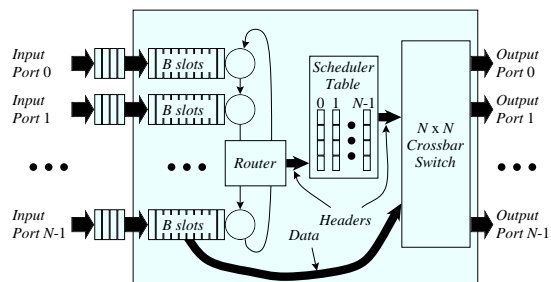 Input
Port 0
B slots
Scheduler
Table
0 1 N-1
Output
Port 0
Input
Port 1
B slots
N x N
Crossbar
Switch
Output
Port 1
Router
Headers
Data
Input
Port N-1
B slots
Output
Port N-1